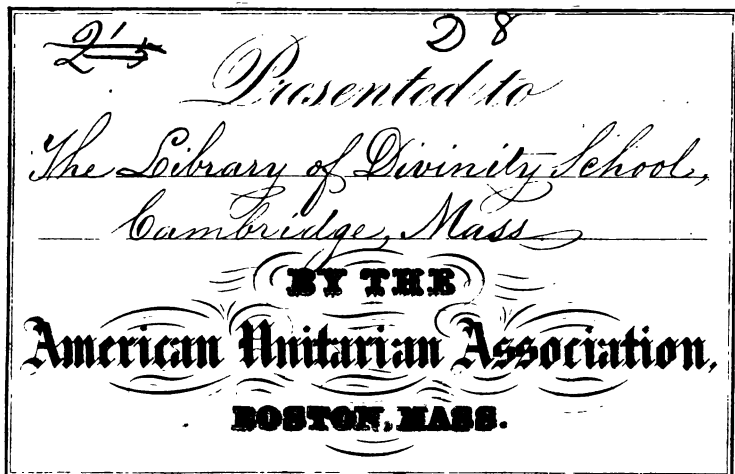 D 8
Presented to
The Library of Divinity School,
Cambridge, Mass
BY THE
American Unitarian Association,
BOSTON, MASS.